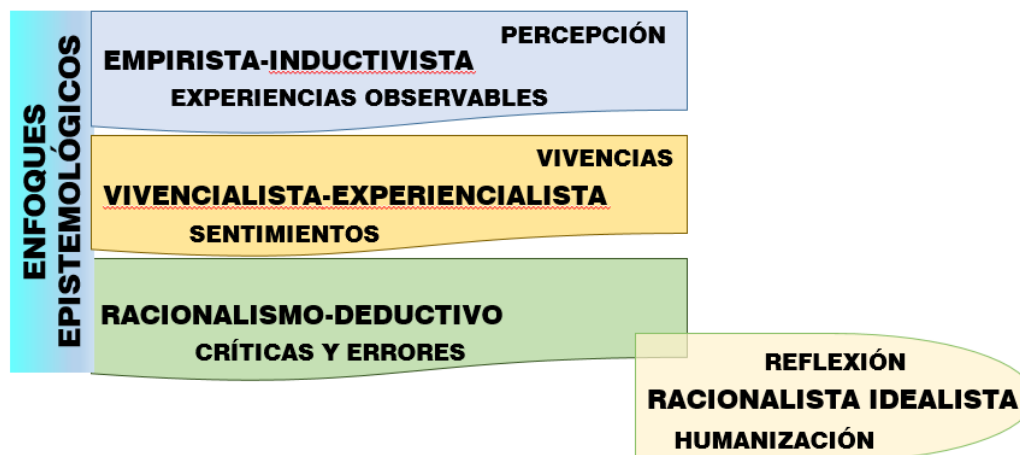 ENFOQUES
EPISTEMOLÓGICOS
PERCEPCIÓN
EMPIRISTA-INDUCTIVISTA
EXPERIENCIAS OBSERVABLES
VIVENCIAS
VIVENCIALISTA-EXPERIENCIALISTA
SENTIMIENTOS
RACIONALISMO-DEDUCTIVO
CRÍTICAS Y ERRORES
REFLEXIÓN
RACIONALISTA IDEALISTA
HUMANIZACIÓN